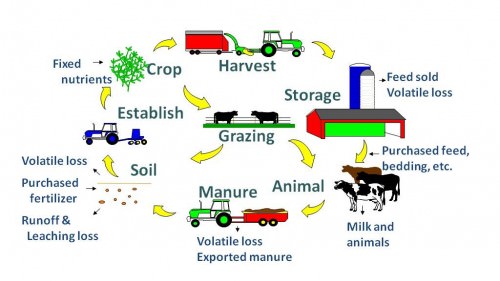 Fixed
nutrients
Crop
Harvest
Storage
Feed sold
Volatile loss
Establish
Grazing
Purchased feed,
bedding, etc.
Volatile loss
Soil
Purchased
fertilizer
Manure
Animal
Runoff &
Leaching loss
Milk and
animals
Volatile loss
Exported manure